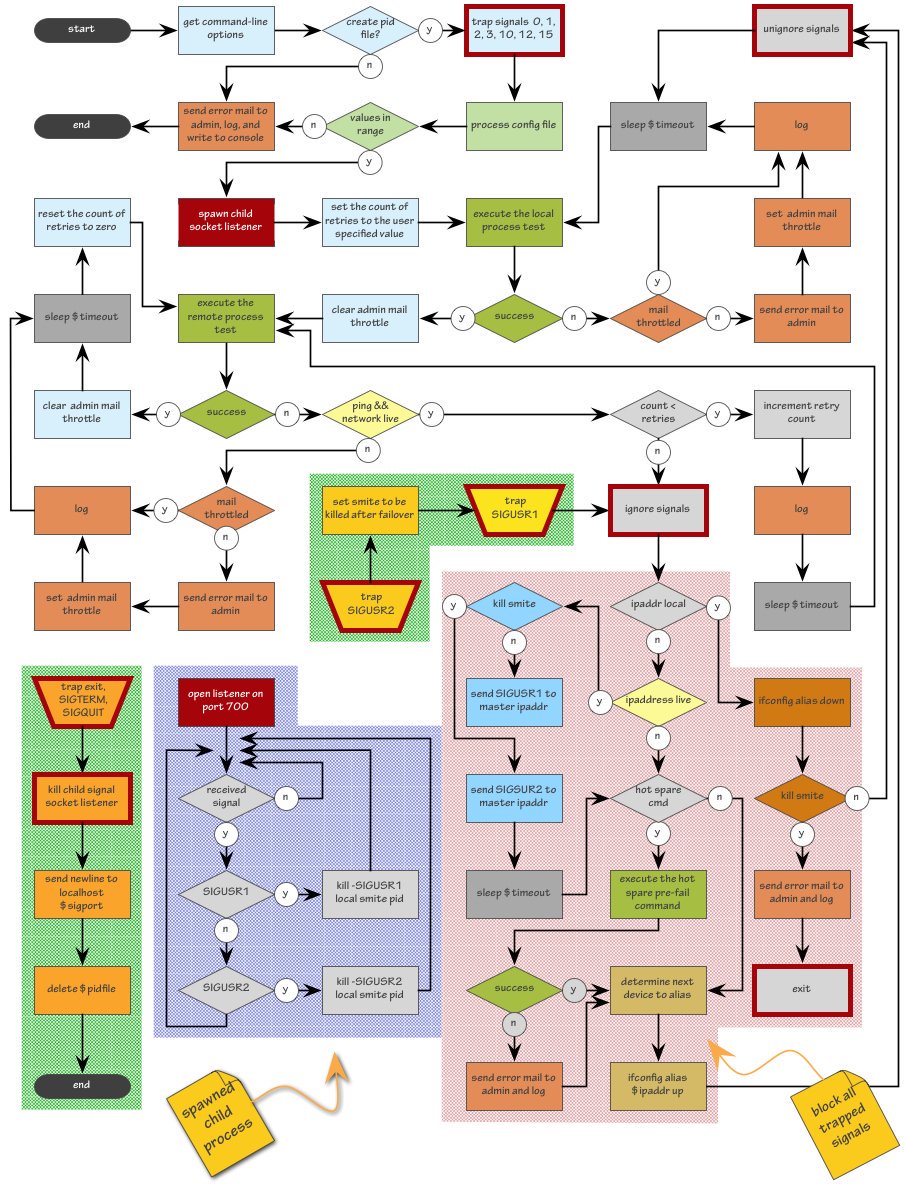 start
get command-line
options
create pid
file?
y
trap signals 0, 1,
2, 3, 10, 12, 15
unignore signals
n
end
send error mail to
admin, log, and
write to console
n
values in
range
process config file
sleep $timeout
log
y
reset the count of
retries to zero
spawn child
socket listener
set the count of
retries to the user
specified value
execute the local
process test
set admin mail
throttle
y
sleep $timeout
execute the
remote process
test
clear admin mail
throttle
y
success
n
mail
throttled
n
send error mail to
admin
clear admin mail
throttle
y
success
n
ping &&
network live
y
count <
retries
y
increment retry
count
n
n
log
y
mail
throttled
set smite to be
killed after failover
trap
SIGUSR1
ignore signals
log
n
set admin mail
throttle
send error mail to
admin
trap
SIGUSR2
y
kill smite
ipaddr local
y
sleep $timeout
n
n
trap exit,
SIGTERM,
SIGQUIT
open listener on
port 700
send SIGUSR1 to
master ipaddr
y
ipaddress live
ifconfig alias down
n
kill child signal
socket listener
received
signal
n
send SIGSUR2 to
master ipaddr
hot spare
cmd
n
kill smite
n
y
y
y
send newline to
localhost
$sigport
SIGUSR1
y
kill -SIGUSR1
local smite pid
sleep $timeout
execute the hot
spare pre-fail
command
send error mail to
admin and log
n
delete $pidfile
SIGUSR2
y
kill -SIGUSR2
local smite pid
success
y
determine next
device to alias
exit
n
end
send error mail to
admin and log
ifconfig alias
$ipaddr up
spawned
child
process
block all
trapped
signals